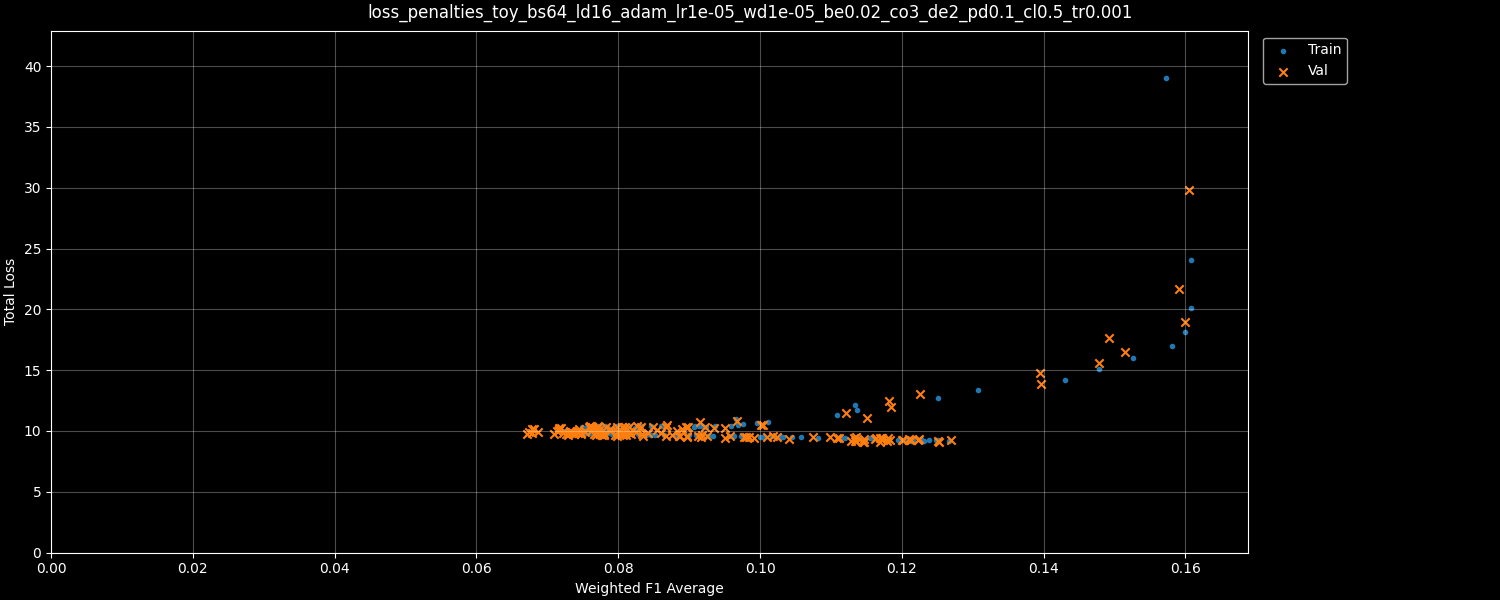 loss_penalties_toy_bs64_ld16_adam_lr1e-05_wd1e-05_be0.02_co3_de2_pd0.1_cl0.5_tr0.001
Train
Val
40
35
30
25
20
15
10
5
0
Total Loss
0.00 0.02 0.04 0.06 0.08 0.10 0.12 0.14 0.16
Weighted F1 Average